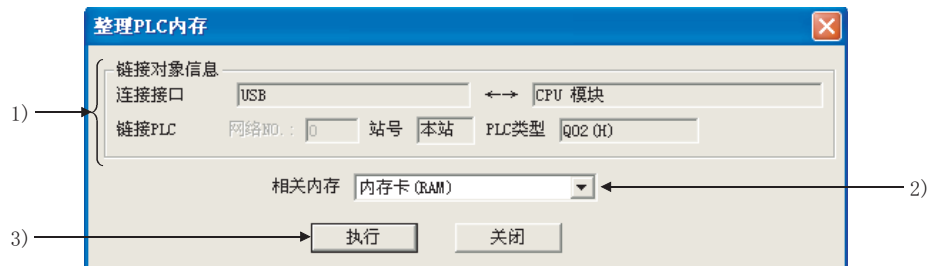 整理PLC内存
链接对象信息
1) 连接接口 USB ←→ CPU 模块
链接PLC 网络NO.: 0 站号 本站 PLC类型 Q02(H)
相关内存 内存卡(RAM) 2)
3) 执行 关闭